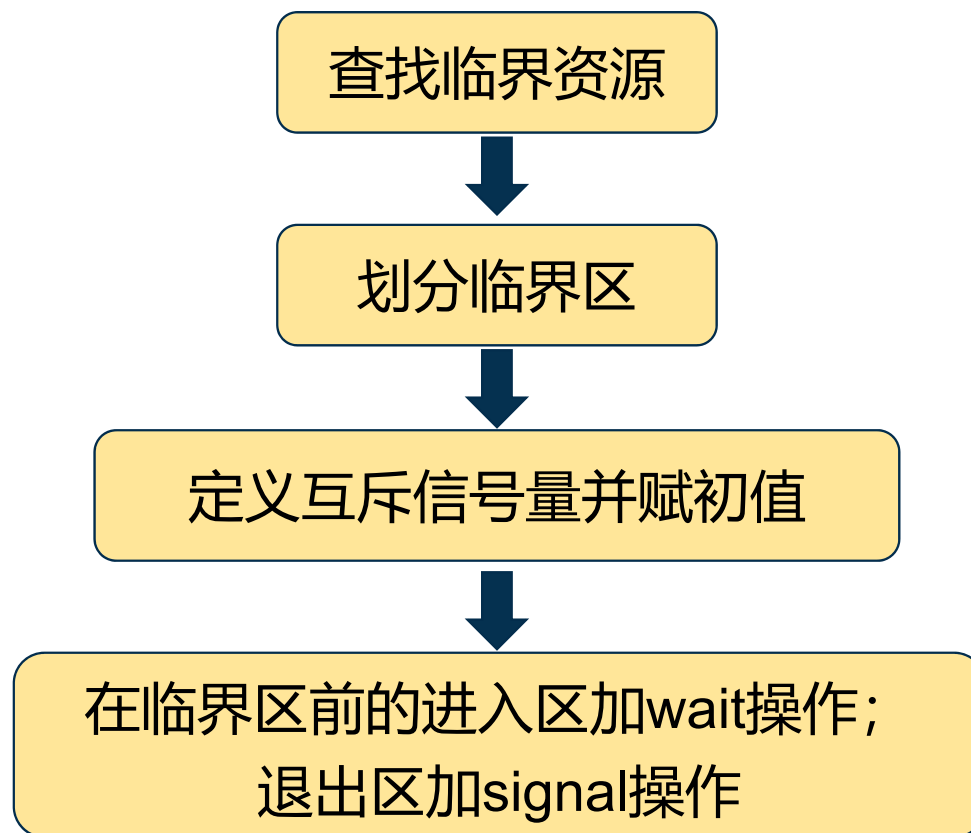 查找临界资源
划分临界区
定义互斥信号量并赋初值
在临界区前的进入区加wait操作；
退出区加signal操作